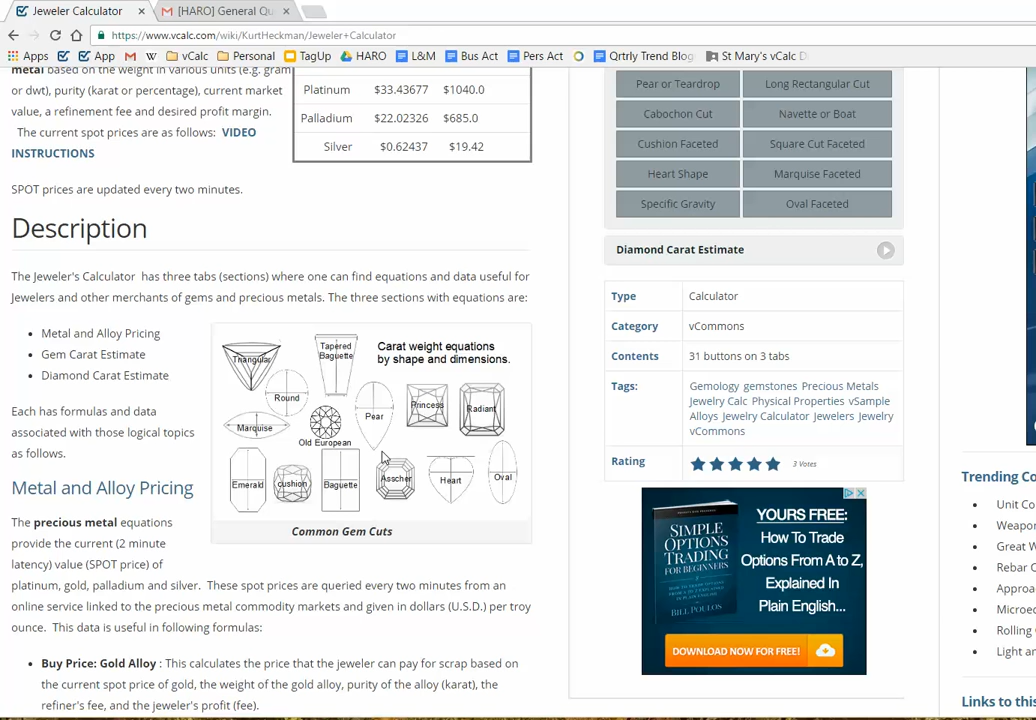 Jeweler Calculator
[HARO] General Qu
https://www.vcalc.com/wiki/KurtHeckman/Jeweler+Calculator
Apps App W vCalc Personal TagUp HARO L&M Bus Act Pers Act Qrtrly Trend Blog St Mary's vCalc D
metal based on the weight in various units (e.g. gram
or dwt), purity (karat or percentage), current market
value, a refinement fee and desired profit margin.
The current spot prices are as follows: VIDEO
INSTRUCTIONS
Platinum $33.43677 $1040.0
Palladium $22.02326 $685.0
Silver $0.62437 $19.42
SPOT prices are updated every two minutes.
Description
The Jeweler's Calculator has three tabs (sections) where one can find equations and data useful for
Jewelers and other merchants of gems and precious metals. The three sections with equations are:
Metal and Alloy Pricing
Gem Carat Estimate
Diamond Carat Estimate
Each has formulas and data
associated with those logical topics
as follows.
Carat weight equations
by shape and dimensions.
Triangular
Tapered
Baguette
Round
Pear
Princess
Radiant
Marquise
Old European
Emerald
cushion
Baguette
Asscher
Heart
Oval
Common Gem Cuts
Metal and Alloy Pricing
The precious metal equations
provide the current (2 minute
latency) value (SPOT price) of
platinum, gold, palladium and silver. These spot prices are queried every two minutes from an
online service linked to the precious metal commodity markets and given in dollars (U.S.D.) per troy
ounce. This data is useful in following formulas:
Buy Price: Gold Alloy : This calculates the price that the jeweler can pay for scrap based on
the current spot price of gold, the weight of the gold alloy, purity of the alloy (karat), the
refiner's fee, and the jeweler's profit (fee).
Pear or Teardrop Long Rectangular Cut
Cabochon Cut Navette or Boat
Cushion Faceted Square Cut Faceted
Heart Shape Marquise Faceted
Specific Gravity Oval Faceted
Diamond Carat Estimate
Type Calculator
Category vCommons
Contents 31 buttons on 3 tabs
Tags: Gemology gemstones Precious Metals
Jewelry Calc Physical Properties vSample
Alloys Jewelry Calculator Jewelers Jewelry
vCommons
Rating 3 Votes
SIMPLE
OPTIONS
TRADING
FOR BEGINNERS
BILL POULOS
YOURS FREE:
How To Trade
Options From A to Z,
Explained In
Plain English...
DOWNLOAD NOW FOR FREE!
Trending Co
Unit Co
Weapo
Great W
Rebar C
Approa
Microe
Rolling
Light an
Links to this